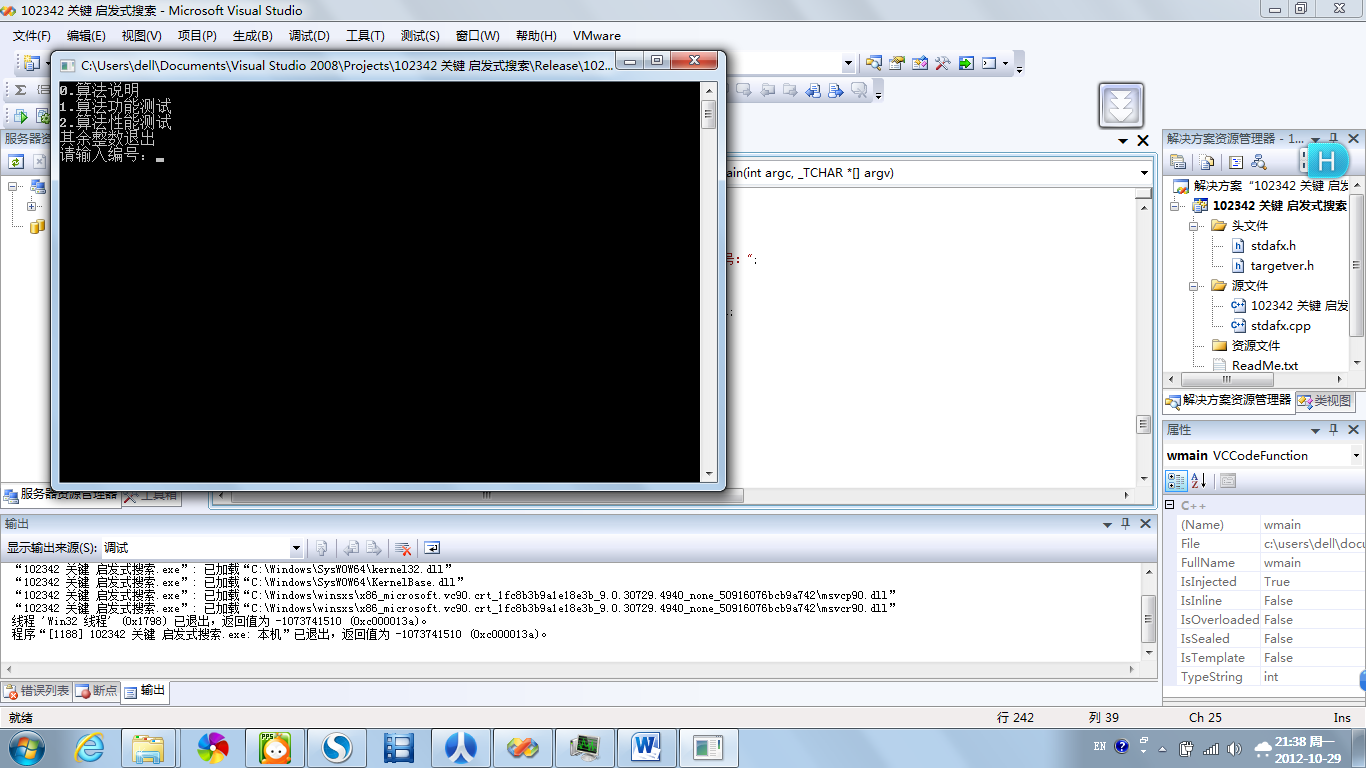 102342 关键 启发式搜索 - Microsoft Visual Studio
文件(F) 编辑(E) 视图(V) 项目(P) 生成(B) 调试(D) 工具(T) 测试(S) 窗口(W) 帮助(H) VMware
C:\Users\dell\Documents\Visual Studio 2008\Projects\102342 关键 启发式搜索\Release\102...
0.算法说明
1.算法功能测试
2.算法性能测试
其余整数退出
请输入编号：
服务器资
ain(int argc, _TCHAR *[] argv)
号：“;
;
解决方案资源管理器 - 1...
H
解决方案“102342 关键 启发
102342 关键 启发式搜索
头文件
stdafx.h
targetver.h
源文件
102342 关键 启发
stdafx.cpp
资源文件
ReadMe.txt
解决方案资源管理器 类视图
属性
wmain VCCodeFunction
C++
(Name) wmain
File c:\users\dell\docu
FullName wmain
IsInjected True
IsInline False
IsOverloaded False
IsSealed False
IsTemplate False
TypeString int
服务器资源管理器 工具箱
输出
显示输出来源(S): 调试
“102342 关键 启发式搜索.exe”: 已加载“C:\Windows\SysWOW64\kernel32.dll”
“102342 关键 启发式搜索.exe”: 已加载“C:\Windows\SysWOW64\KernelBase.dll”
“102342 关键 启发式搜索.exe”: 已加载“C:\Windows\winsxs\x86_microsoft.vc90.crt_1fc8b3b9a1e18e3b_9.0.30729.4940_none_50916076bcb9a742\msvcp90.dll”
“102342 关键 启发式搜索.exe”: 已加载“C:\Windows\winsxs\x86_microsoft.vc90.crt_1fc8b3b9a1e18e3b_9.0.30729.4940_none_50916076bcb9a742\msvcr90.dll”
线程 'Win32 线程' (0x1798) 已退出，返回值为 -1073741510 (0xc000013a)。
程序“[1188] 102342 关键 启发式搜索.exe: 本机”已退出，返回值为 -1073741510 (0xc000013a)。
错误列表 断点 输出
就绪 行 242 列 39 Ch 25 Ins
PPS
EN
21:38 周一
2012-10-29